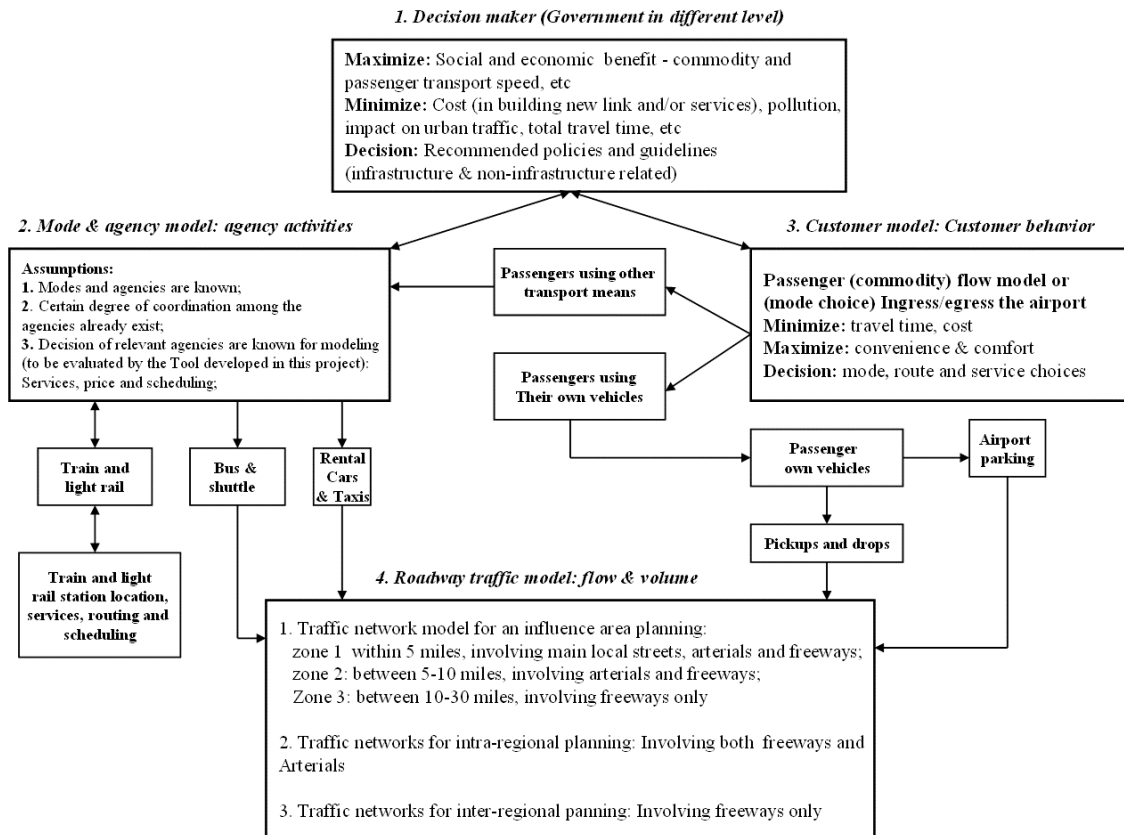 1. Decision maker (Government in different level)
Maximize: Social and economic benefit - commodity and
passenger transport speed, etc
Minimize: Cost (in building new link and/or services), pollution,
impact on urban traffic, total travel time, etc
Decision: Recommended policies and guidelines
(infrastructure & non-infrastructure related)
2. Mode & agency model: agency activities
Assumptions:
1. Modes and agencies are known;
2. Certain degree of coordination among the
agencies already exist;
3. Decision of relevant agencies are known for modeling
(to be evaluated by the Tool developed in this project):
Services, price and scheduling;
Passengers using other
transport means
Passengers using
Their own vehicles
3. Customer model: Customer behavior
Passenger (commodity) flow model or
(mode choice) Ingress/egress the airport
Minimize: travel time, cost
Maximize: convenience & comfort
Decision: mode, route and service choices
Train and
light rail
Bus &
shuttle
Rental
Cars
& Taxis
Passenger
own vehicles
Airport
parking
Pickups and drops
Train and light
rail station location,
services, routing and
scheduling
4. Roadway traffic model: flow & volume
1. Traffic network model for an influence area planning:
zone 1 within 5 miles, involving main local streets, arterials and freeways;
zone 2: between 5-10 miles, involving arterials and freeways;
Zone 3: between 10-30 miles, involving freeways only
2. Traffic networks for intra-regional planning: Involving both freeways and
Arterials
3. Traffic networks for inter-regional panning: Involving freeways only